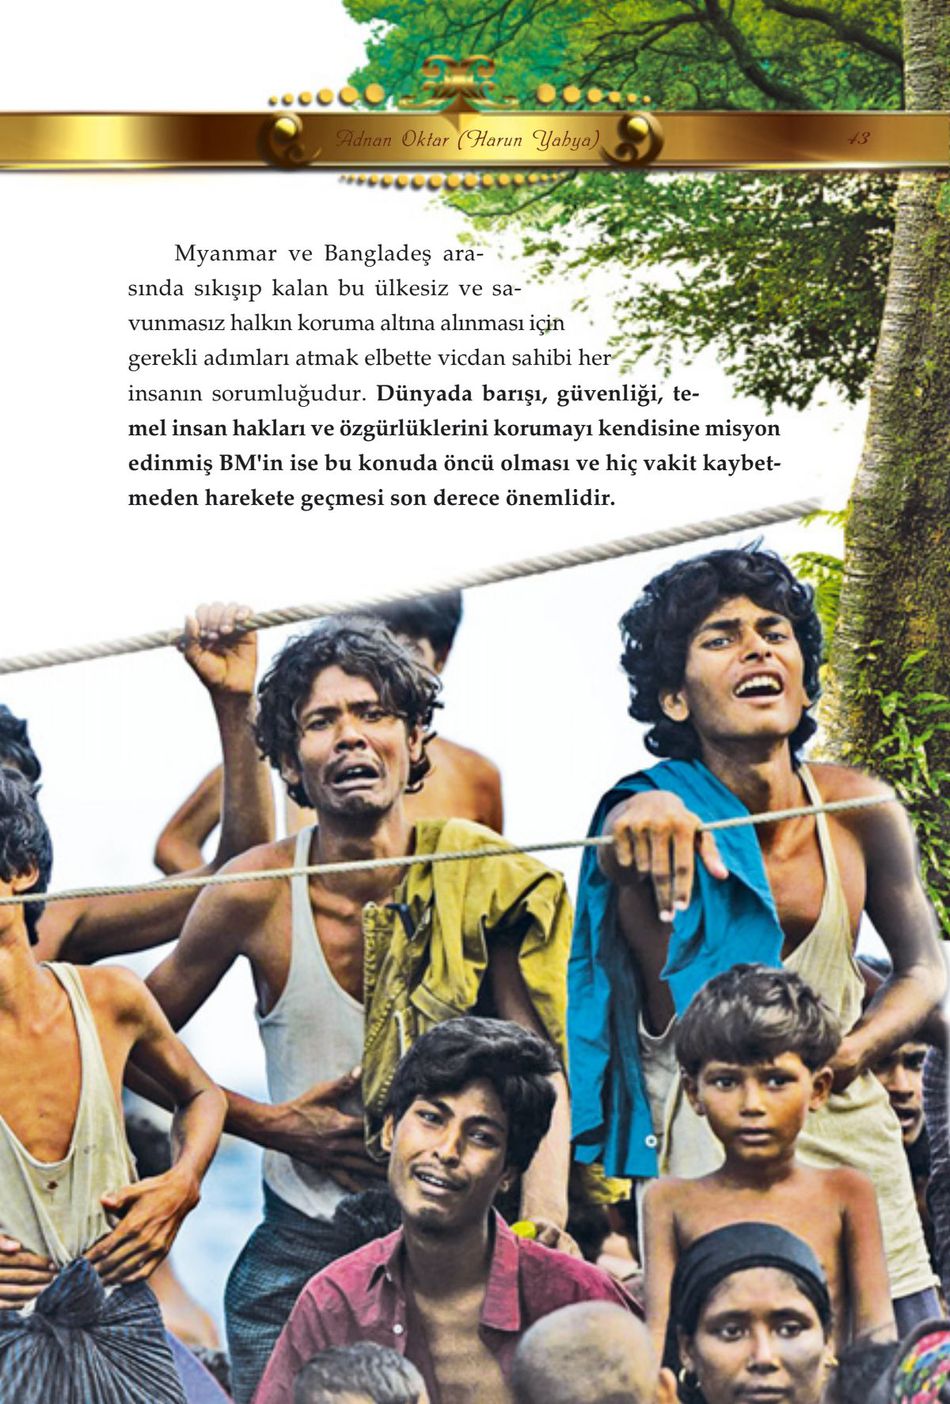 Adnan Oktar (Harun Yahya)
43
Myanmar ve Bangladeş ara-
sında sıkışıp kalan bu ülkesiz ve sa-
vunmasız halkın koruma altına alınması için
gerekli adımları atmak elbette vicdan sahibi her
insanın sorumluğudur. Dünyada barışı, güvenliği, te-
mel insan hakları ve özgürlüklerini korumayı kendisine misyon
edinmiş BM'in ise bu konuda öncü olması ve hiç vakit kaybet-
meden harekete geçmesi son derece önemlidir.